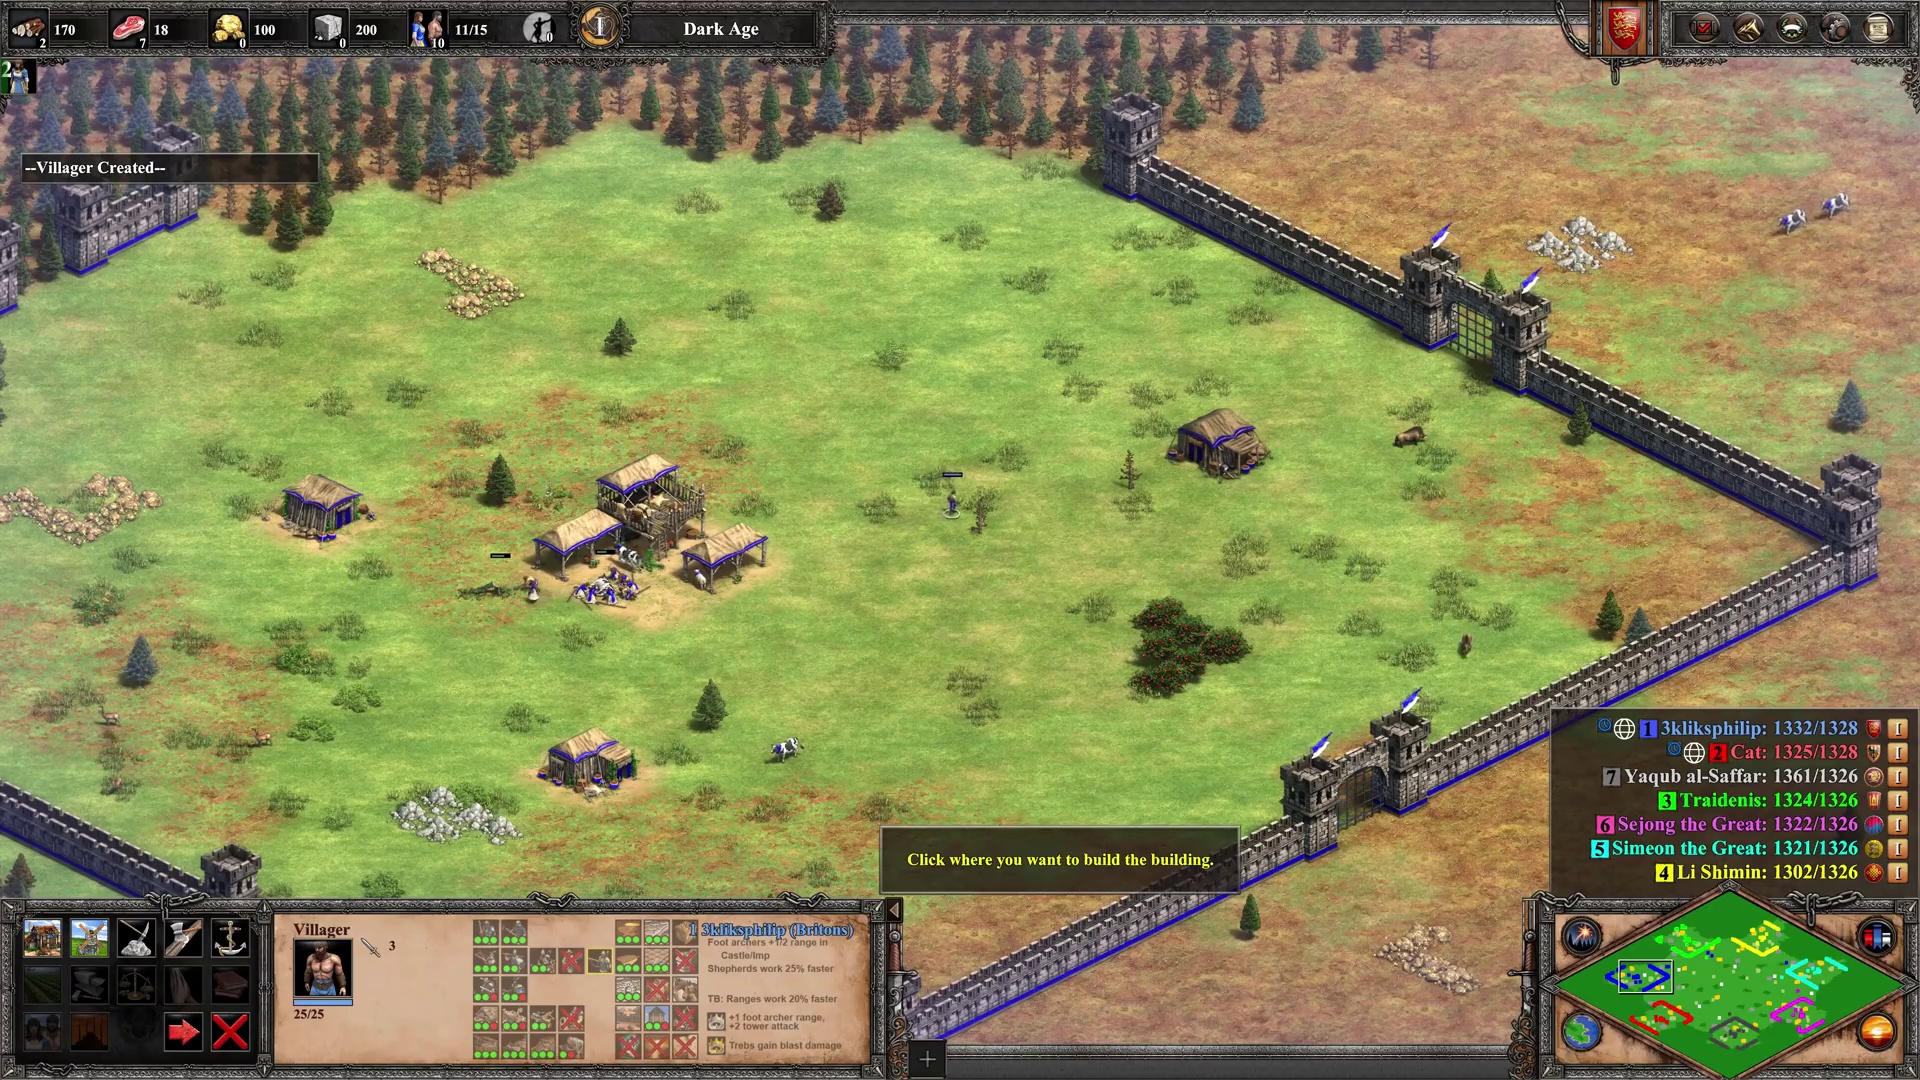 170
18
100
200
11/15
I
Dark Age
2
7
0
0
10
0
2
--Villager Created--
Click where you want to build the building.
1 3kliksphilip: 1332/1328 I
2 Cat: 1325/1328 I
7 Yaqub al-Saffar: 1361/1326 I
3 Traidenis: 1324/1326 I
6 Sejong the Great: 1322/1326 I
5 Simeon the Great: 1321/1326 I
4 Li Shimin: 1302/1326 I
Villager
3
25/25
1 3kliksphilip (Britons)
Foot archers +1/2 range in
Castle/Imp
Shepherds work 25% faster
TB: Ranges work 20% faster
+1 foot archer range,
+2 tower attack
Trebs gain blast damage